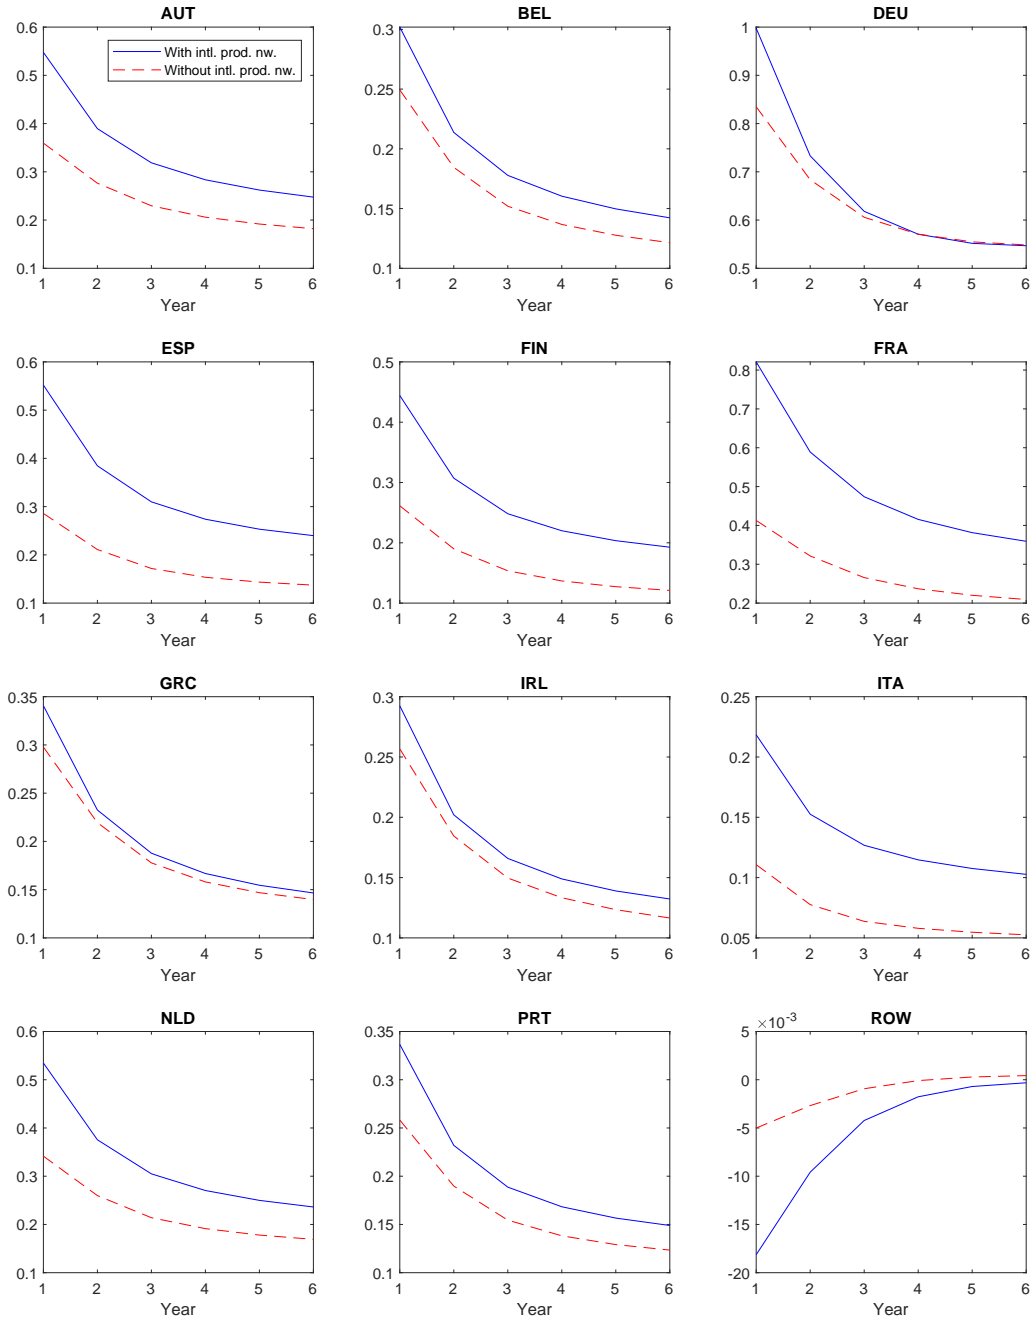 AUT
0.6
0.5
0.4
0.3
0.2
0.1
With intl. prod. nw.
Without intl. prod. nw.
1 2 3 4 5 6
Year
BEL
0.3
0.25
0.2
0.15
0.1
1 2 3 4 5 6
Year
DEU
1
0.9
0.8
0.7
0.6
0.5
1 2 3 4 5 6
Year
ESP
0.6
0.5
0.4
0.3
0.2
0.1
1 2 3 4 5 6
Year
FIN
0.5
0.4
0.3
0.2
0.1
1 2 3 4 5 6
Year
FRA
0.8
0.7
0.6
0.5
0.4
0.3
0.2
1 2 3 4 5 6
Year
GRC
0.35
0.3
0.25
0.2
0.15
0.1
1 2 3 4 5 6
Year
IRL
0.3
0.25
0.2
0.15
0.1
1 2 3 4 5 6
Year
ITA
0.25
0.2
0.15
0.1
0.05
1 2 3 4 5 6
Year
NLD
0.6
0.5
0.4
0.3
0.2
0.1
1 2 3 4 5 6
Year
PRT
0.35
0.3
0.25
0.2
0.15
0.1
1 2 3 4 5 6
Year
ROW
×10⁻³
5
0
-5
-10
-15
-20
1 2 3 4 5 6
Year